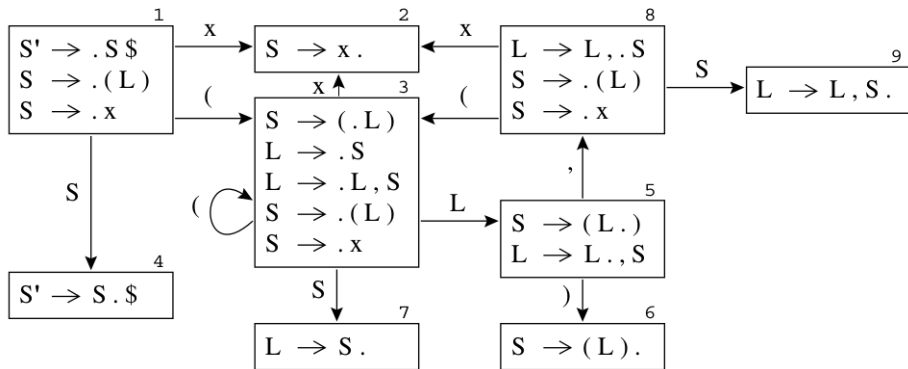 1
S' → . S $
S → . ( L )
S → . x
x
(
S
4
S' → S . $
2
S → x .
x
3
S → ( . L )
L → . S
L → . L , S
S → . ( L )
S → . x
(
S
7
L → S .
L
x
(
8
L → L , . S
S → . ( L )
S → . x
S
9
L → L , S .
,
5
S → ( L . )
L → L . , S
)
6
S → ( L ) .